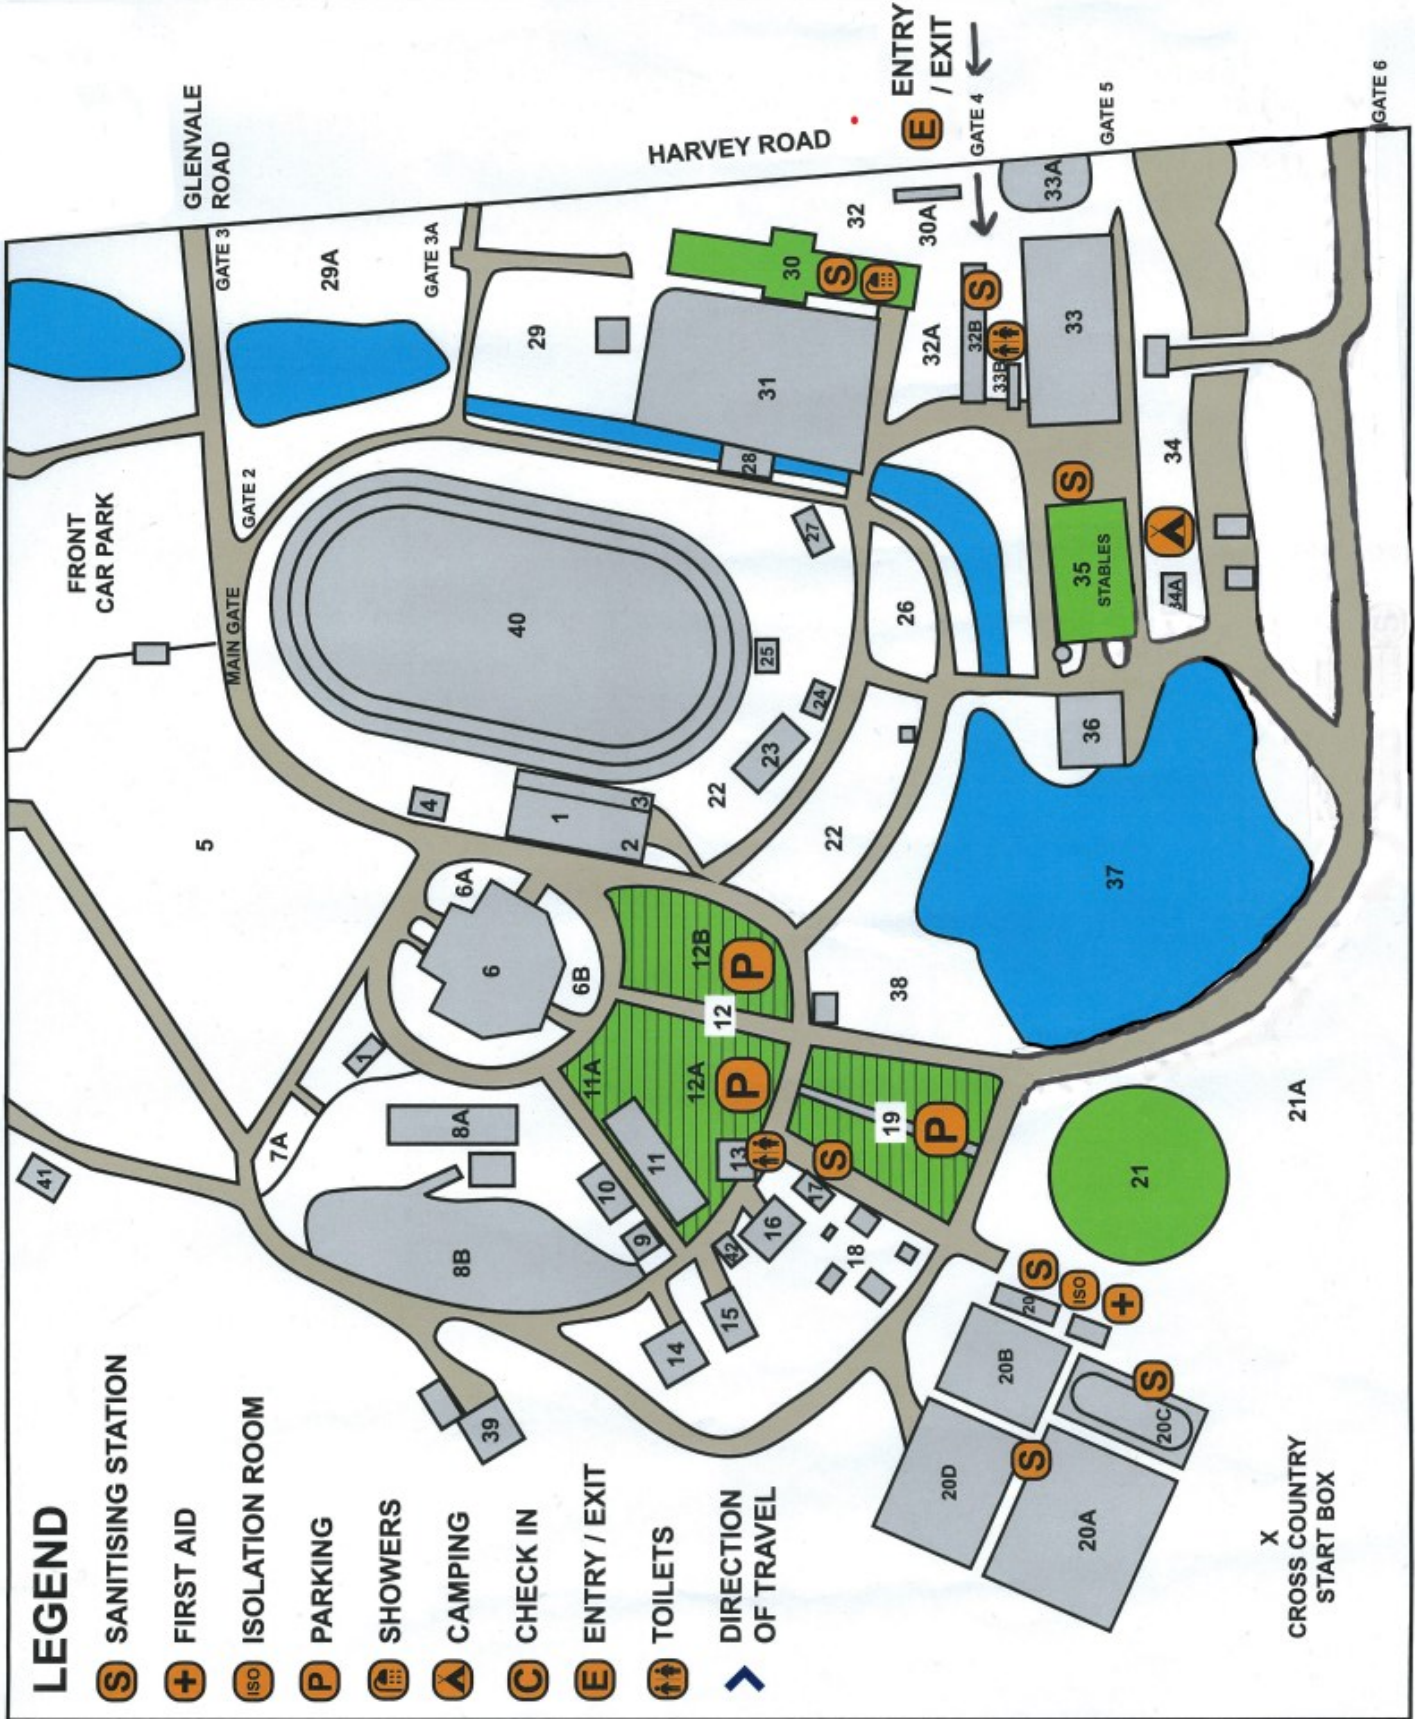 LEGEND
S SANITISING STATION
+ FIRST AID
ISO ISOLATION ROOM
P PARKING
SHOWERS
CAMPING
C CHECK IN
E ENTRY / EXIT
TOILETS
DIRECTION
OF TRAVEL
41
5
FRONT
CAR PARK
GLENVALE
ROAD
MAIN GATE
GATE 2
GATE 3
29A
GATE 3A
7A
4
6A
6
6B
8A
8B
39
1
2
3
40
29
HARVEY ROAD
10
9
11
11A
12A
P
12
12B
P
13
14
15
42
16
17
18
S
22
23
24
25
27
28
31
30
S
32
22
26
32A
30A
E
ENTRY
/ EXIT
GATE 4
19
P
38
32B
S
33B
33
33A
GATE 5
20D
20B
20
S
ISO
+
S
20A
20C
S
21
21A
37
36
35
STABLES
S
34
34A
GATE 6
X
CROSS COUNTRY
START BOX